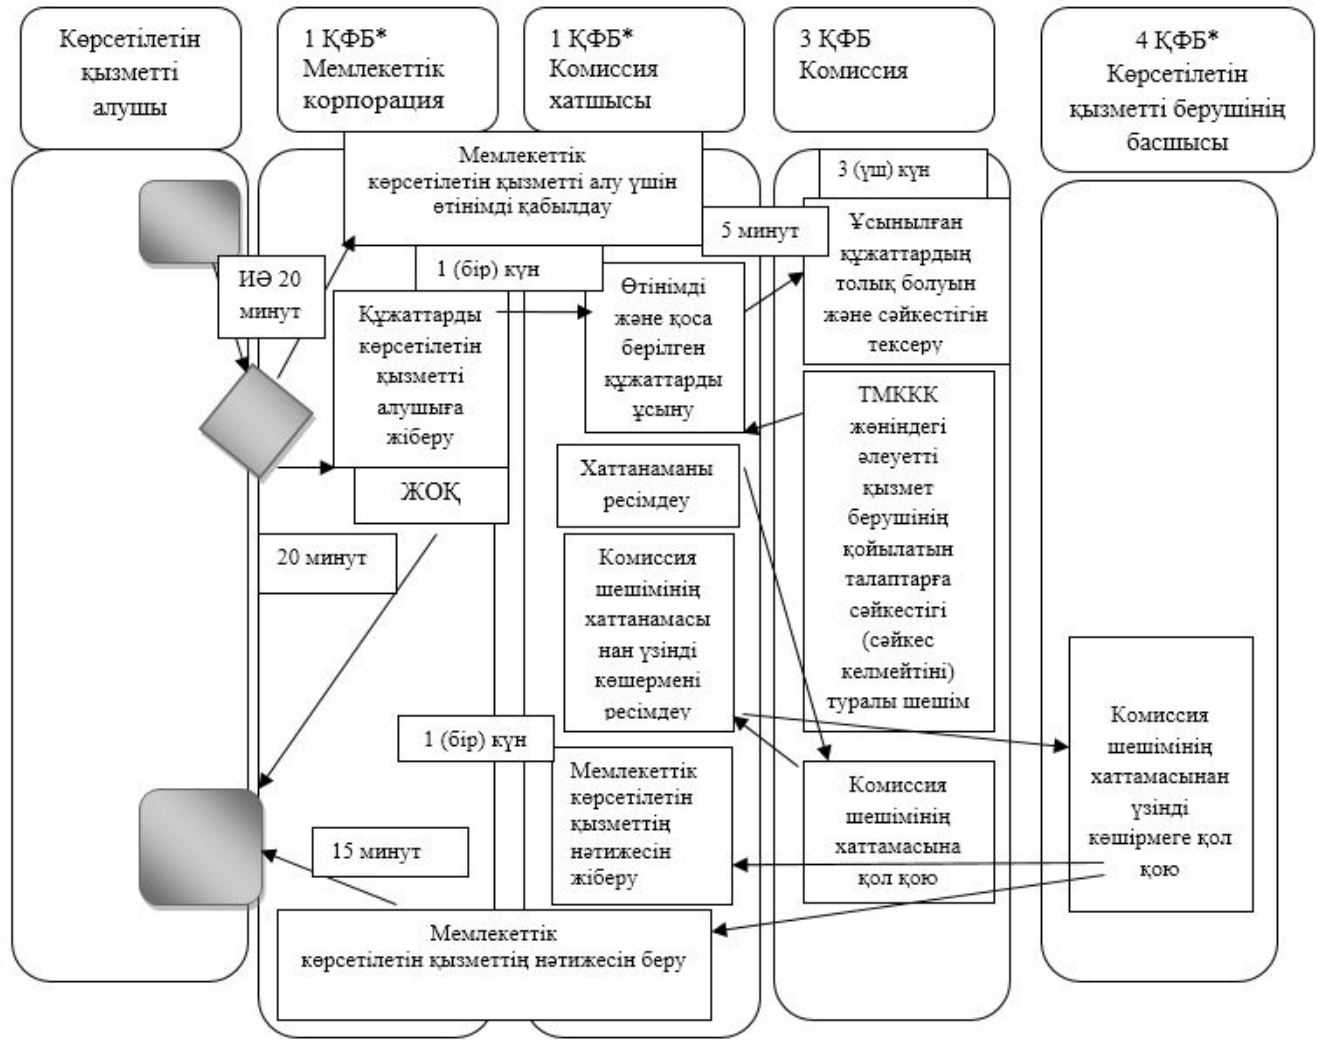 Көрсетілетін
қызметті
алушы
1 ҚФБ*
Мемлекеттік
корпорация
1 ҚФБ*
Комиссия
хатшысы
3 ҚФБ
Комиссия
4 ҚФБ*
Көрсетілетін
қызметті берушінің
басшысы
Мемлекеттік
көрсетілетін қызметті алу үшін
өтінімді қабылдау
3 (үш) күн
5 минут
Ұсынылған
құжаттардың
толық болуын
және сәйкестігін
тексеру
ИӘ 20
минут
1 (бір) күн
Құжаттарды
көрсетілетін
қызметті
алушыға
жіберу
Өтінімді
және қоса
берілген
құжаттарды
ұсыну
ЖОҚ
Хаттанаманы
ресімдеу
ТМККК
жөніндегі
әлеуетті
қызмет
берушінің
қойылатын
талаптарға
сәйкестігі
(сәйкес
келмейтіні)
туралы шешім
20 минут
Комиссия
шешімінің
хаттанамасы
нан үзінді
көшермені
ресімдеу
1 (бір) күн
Мемлекеттік
көрсетілетін
қызметтің
нәтижесін
жіберу
Комиссия
шешімінің
хаттамасына
қол қою
Комиссия
шешімінің
хаттамасынан
үзінді
көшірмеге қол
қою
15 минут
Мемлекеттік
көрсетілетін қызметтің нәтижесін беру